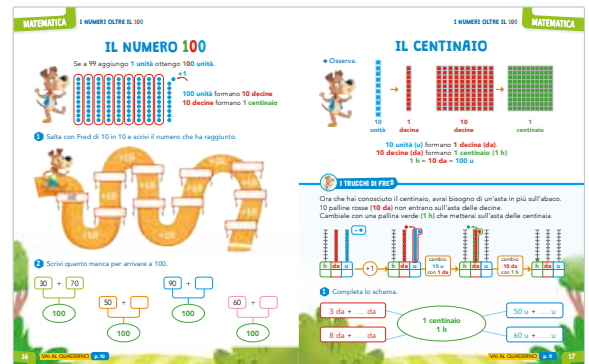 MATEMATICA
I NUMERI OLTRE IL 100
IL NUMERO 100
Se a 99 aggiungo 1 unità ottengo 100 unità.
+1
100 unità formano 10 decine
10 decine formano 1 centinaio
1 Salta con Fred di 10 in 10 e scrivi il numero che ha raggiunto.
2 Scrivi quanto manca per arrivare a 100.
30 + 70
100
50 +
100
90 +
100
60 +
100
16 VAI AL QUADERNO p. 10
I NUMERI OLTRE IL 100
MATEMATICA
IL CENTINAIO
Osserva.
10 unità
1 decina
10 decine
1 centinaio
10 unità (u) formano 1 decina (da).
10 decine (da) formano 1 centinaio (1 h)
1 h = 10 da = 100 u
I TRUCCHI DI FRED
Ora che hai conosciuto il centinaio, avrai bisogno di un'asta in più sull'abaco.
10 palline rosse (10 da) non entrano sull'asta delle decine.
Cambiale con una pallina verde (1 h) che metterai sull'asta delle centinaia.
h da u
+1
h da u
cambio
10 u
con 1 da
h da u
cambio
10 da
con 1 h
h da u
1 Completa lo schema.
3 da + .... da
8 da + .... da
1 centinaio
1 h
50 u + .... u
60 u + .... u
VAI AL QUADERNO p. 11 17